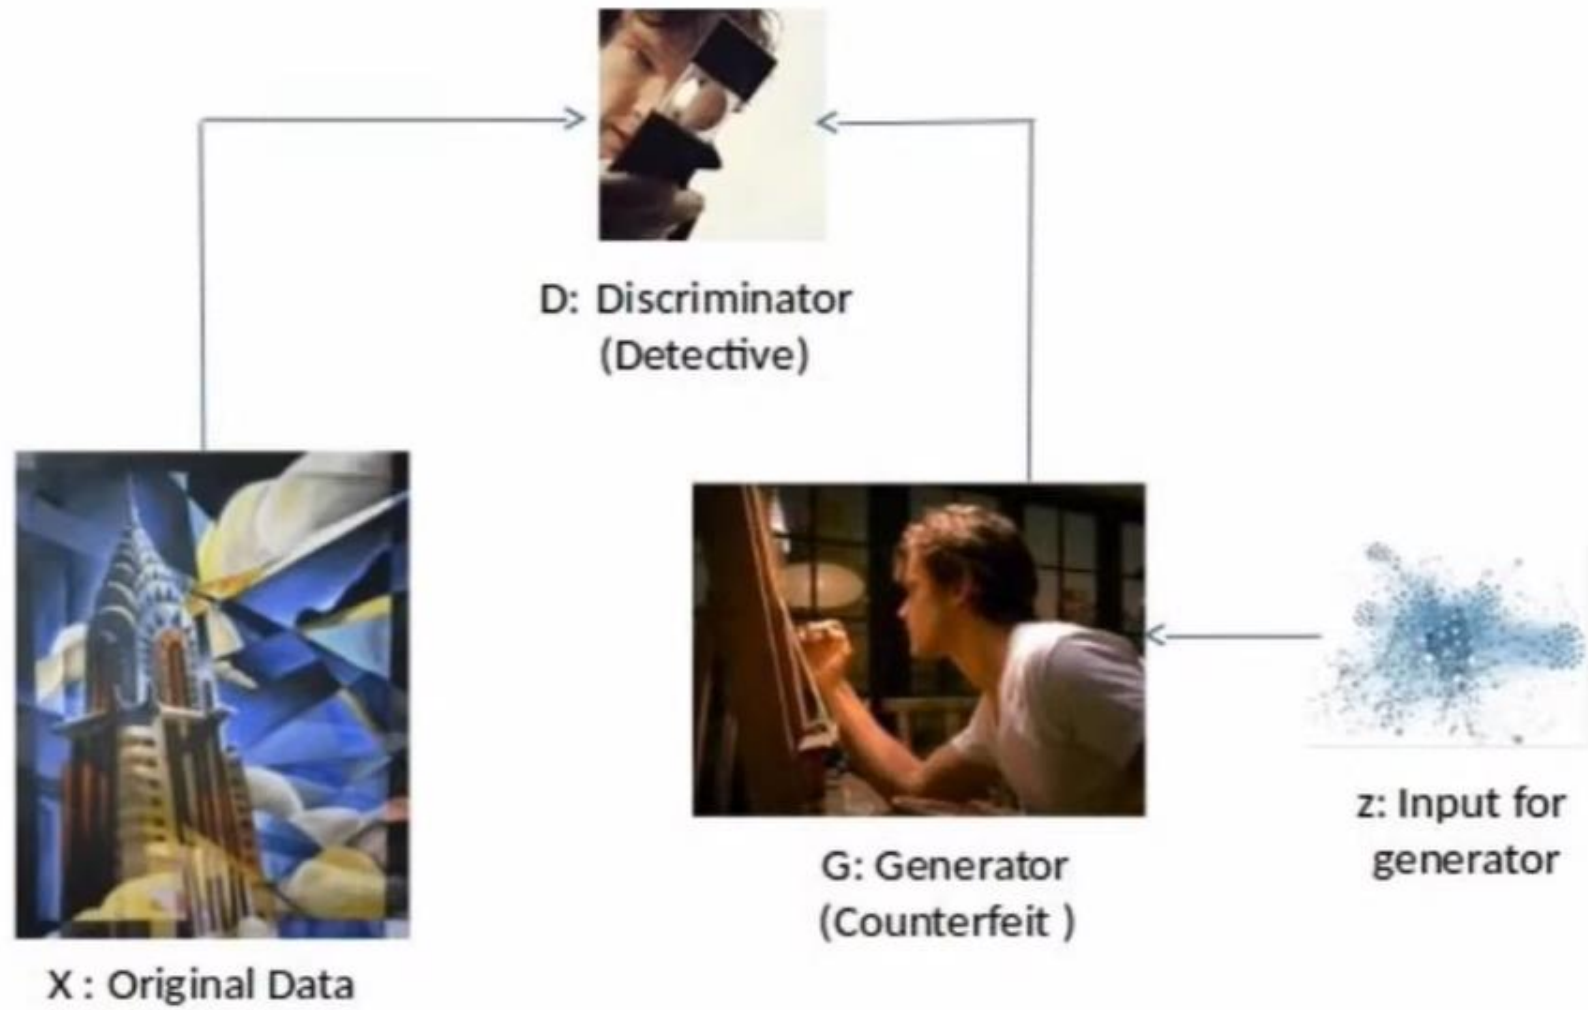 D: Discriminator
(Detective)
X : Original Data
G: Generator
(Counterfeit )
z: Input for
generator